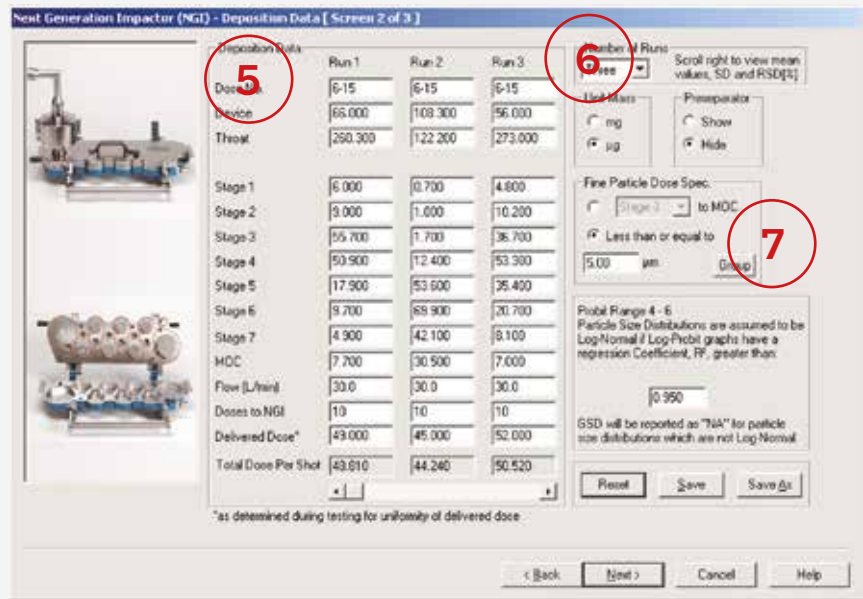 Next Generation Impactor (NGI) - Deposition Data [ Screen 2 of 3 ]
Deposition Data
5
Run 1 Run 2 Run 3
Dose 6-15 6-15 6-15
Device 66.000 108.300 56.000
Throat 260.300 122.200 273.000
Stage 1 6.000 0.700 4.800
Stage 2 9.000 1.000 10.200
Stage 3 55.700 1.700 36.700
Stage 4 50.900 12.400 53.300
Stage 5 17.900 53.600 35.400
Stage 6 9.700 69.900 20.700
Stage 7 4.900 42.100 8.100
MOC 7.700 30.500 7.000
Flow (L/min) 30.0 30.0 30.0
Doses to NGI 10 10 10
Delivered Dose* 49.000 45.000 52.000
Total Dose Per Shot 48.810 44.240 50.520
*as determined during testing for uniformity of delivered dose
Number of Runs
6
Scroll right to view mean
values, SD and RSD[%]
Unit Mass
mg
µg
Preseparator
Show
Hide
Fine Particle Dose Spec.
Stage 3 to MOC
Less than or equal to
7
5.00 µm Group
Probit Range 4 - 6
Particle Size Distributions are assumed to be
Log-Normal if Log-Probit graphs have a
regression Coefficient, R², greater than:
0.950
GSD will be reported as "NA" for particle
size distributions which are not Log-Normal
Reset Save Save As
< Back Next > Cancel Help